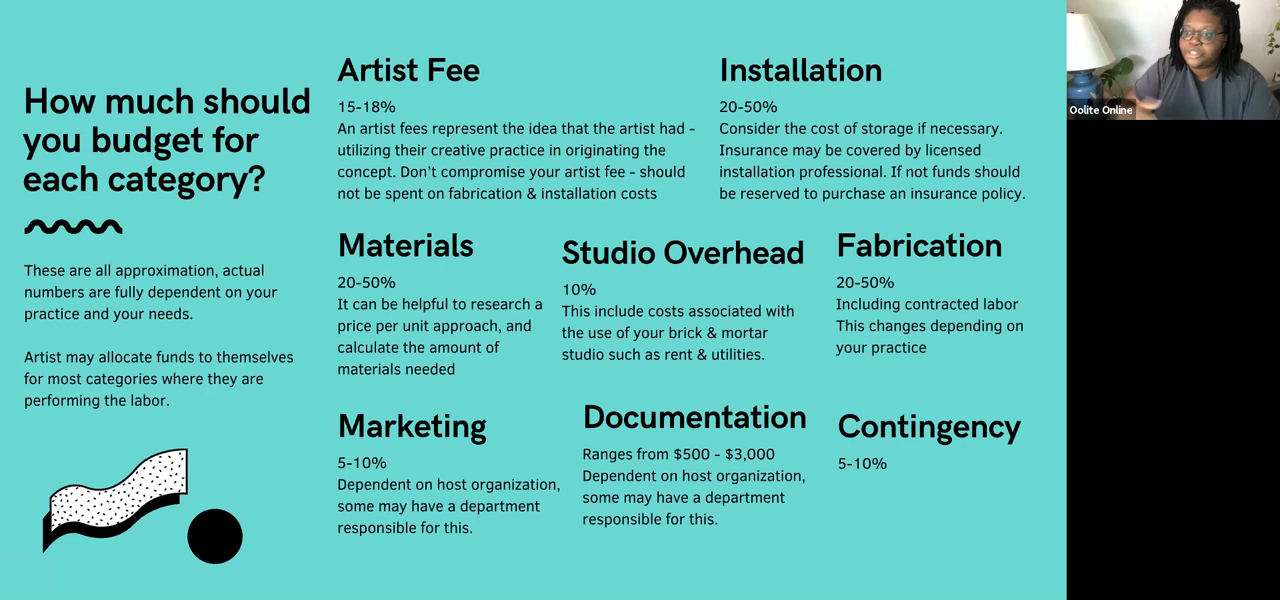 How much should
you budget for
each category?
These are all approximation, actual
numbers are fully dependent on your
practice and your needs.
Artist may allocate funds to themselves
for most categories where they are
performing the labor.
Artist Fee
15-18%
An artist fees represent the idea that the artist had -
utilizing their creative practice in originating the
concept. Don't compromise your artist fee - should
not be spent on fabrication & installation costs
Installation
20-50%
Consider the cost of storage if necessary.
Insurance may be covered by licensed
installation professional. If not funds should
be reserved to purchase an insurance policy.
Materials
20-50%
It can be helpful to research a
price per unit approach, and
calculate the amount of
materials needed
Studio Overhead
10%
This include costs associated with
the use of your brick & mortar
studio such as rent & utilities.
Fabrication
20-50%
Including contracted labor
This changes depending on
your practice
Marketing
5-10%
Dependent on host organization,
some may have a department
responsible for this.
Documentation
Ranges from $500 - $3,000
Dependent on host organization,
some may have a department
responsible for this.
Contingency
5-10%
Oolite Online